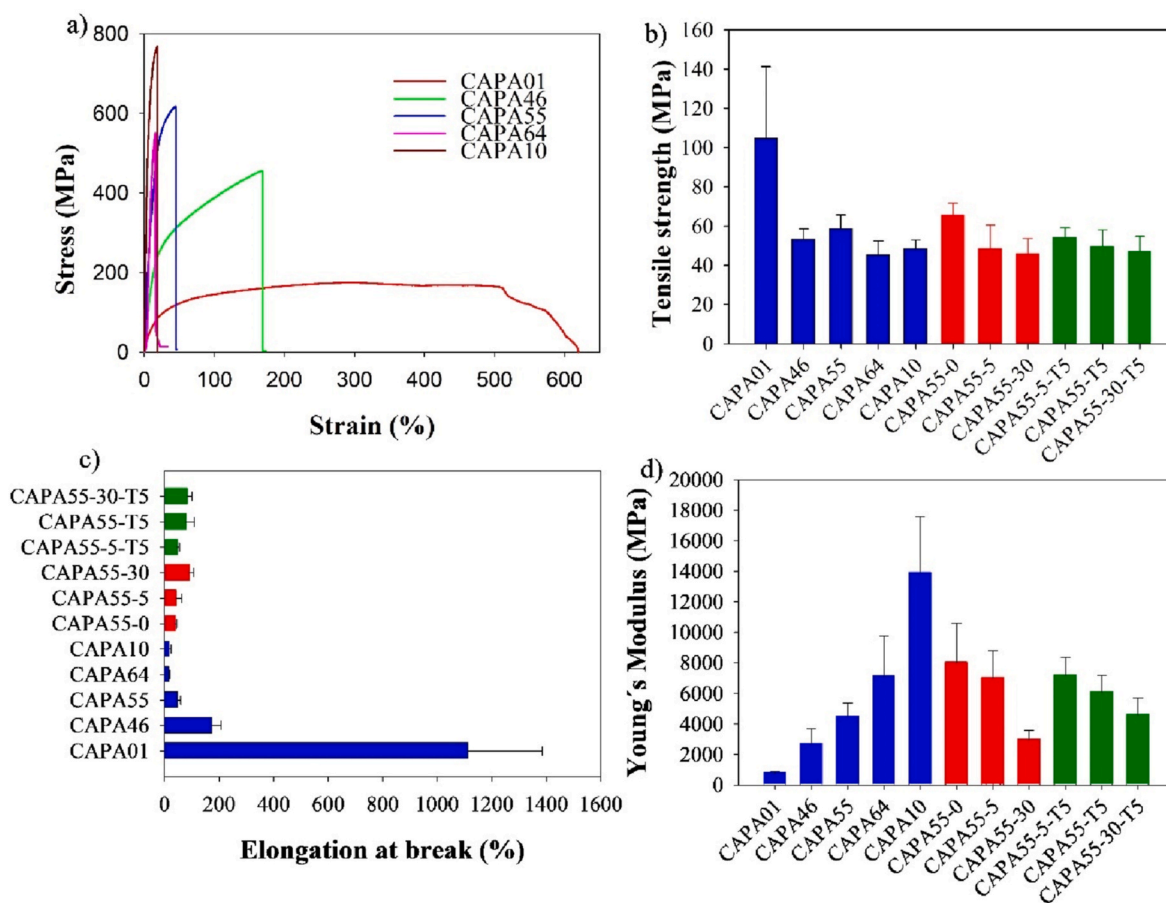 a)
800
600
400
200
0
Stress (MPa)
0 100 200 300 400 500 600
Strain (%)
CAPA01
CAPA46
CAPA55
CAPA64
CAPA10
b)
160
140
120
100
80
60
40
20
0
Tensile strength (MPa)
CAPA01
CAPA46
CAPA55
CAPA64
CAPA10
CAPA55-0
CAPA55-5
CAPA55-30
CAPA55-5-T5
CAPA55-T5
CAPA55-30-T5
c)
CAPA55-30-T5
CAPA55-T5
CAPA55-5-T5
CAPA55-30
CAPA55-5
CAPA55-0
CAPA10
CAPA64
CAPA55
CAPA46
CAPA01
0 200 400 600 800 1000 1200 1400 1600
Elongation at break (%)
d)
20000
18000
16000
14000
12000
10000
8000
6000
4000
2000
0
Young´s Modulus (MPa)
CAPA01
CAPA46
CAPA55
CAPA64
CAPA10
CAPA55-0
CAPA55-5
CAPA55-30
CAPA55-5-T5
CAPA55-T5
CAPA55-30-T5